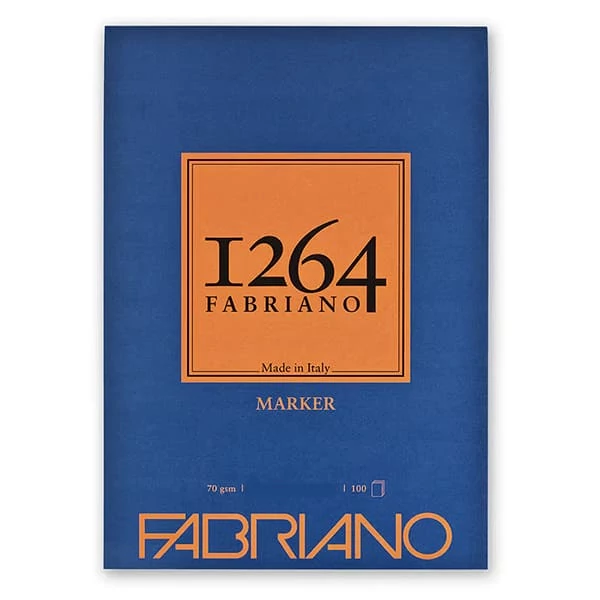 1264
FABRIANO
Made in Italy
MARKER
70 gsm | | 100
FABRIANO